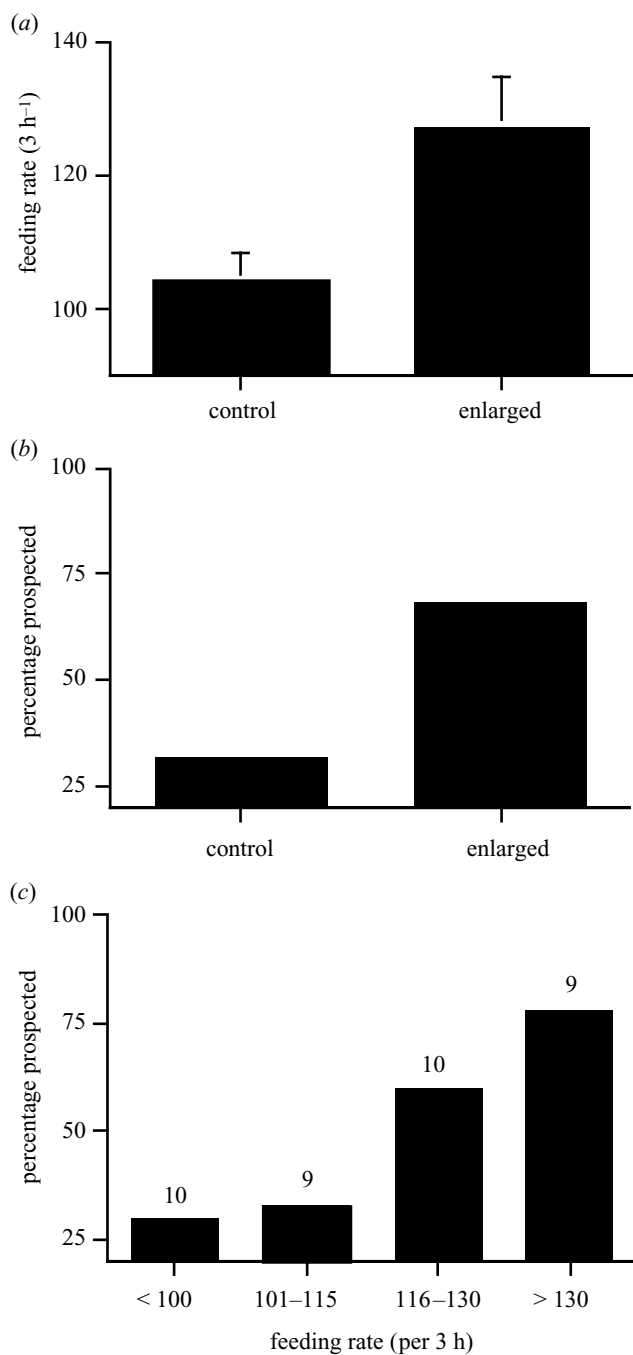 (a)
140
120
100
feeding rate (3 h⁻¹)
control enlarged
(b)
100
75
50
25
percentage prospected
control enlarged
(c)
100
75
50
25
percentage prospected
10 9 10 9
< 100 101–115 116–130 > 130
feeding rate (per 3 h)